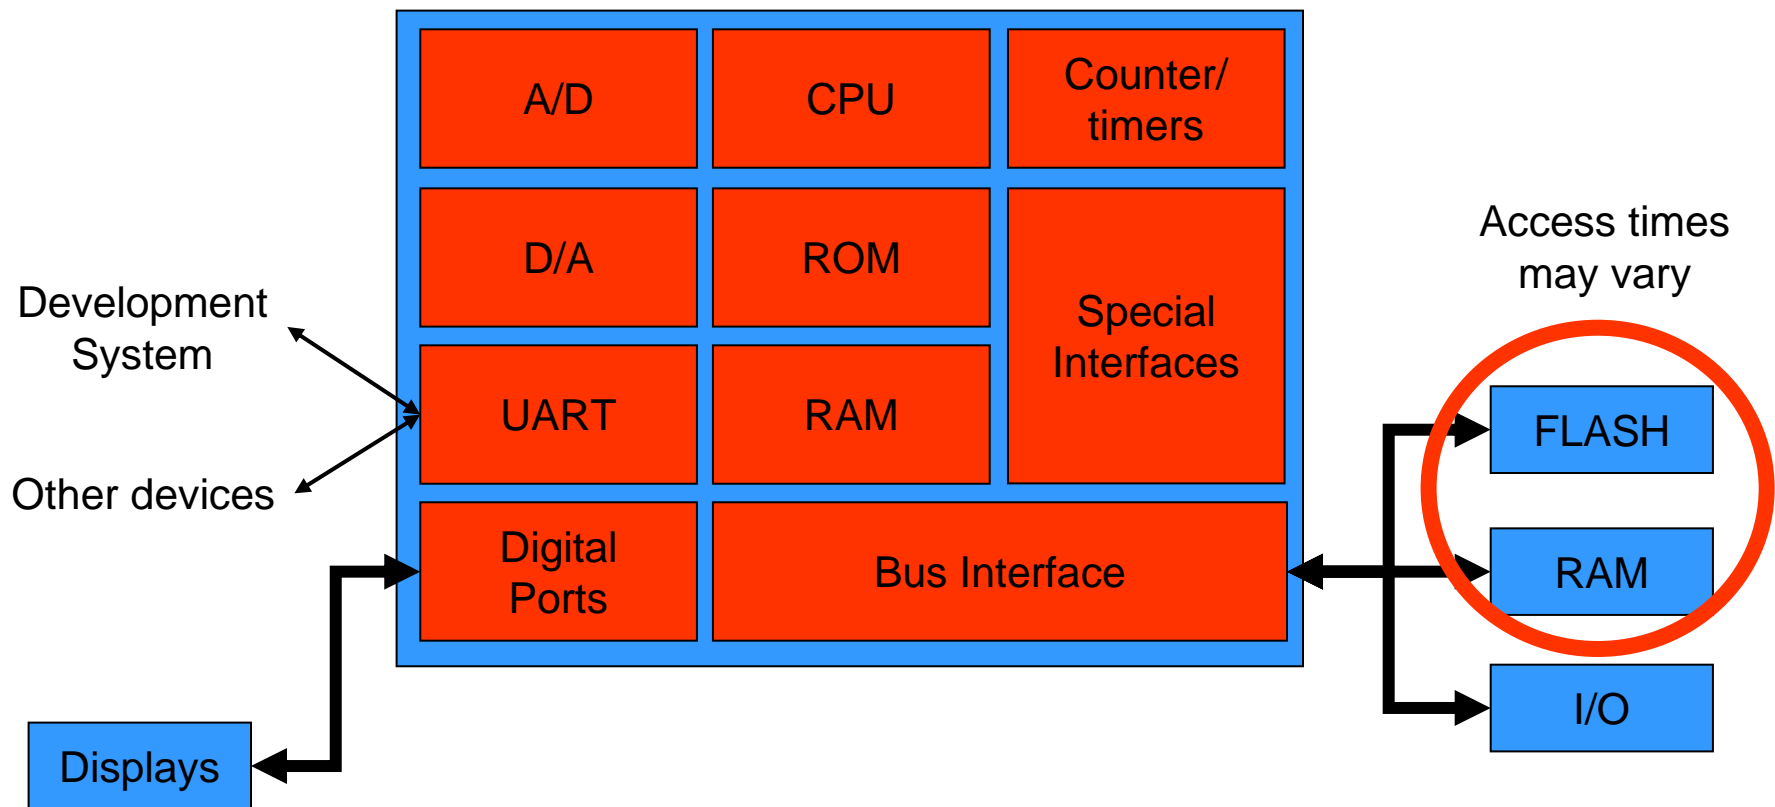 A/D
CPU
Counter/
timers
D/A
ROM
Special
Interfaces
Access times
may vary
Development
System
UART
RAM
FLASH
Other devices
Digital
Ports
Bus Interface
RAM
I/O
Displays